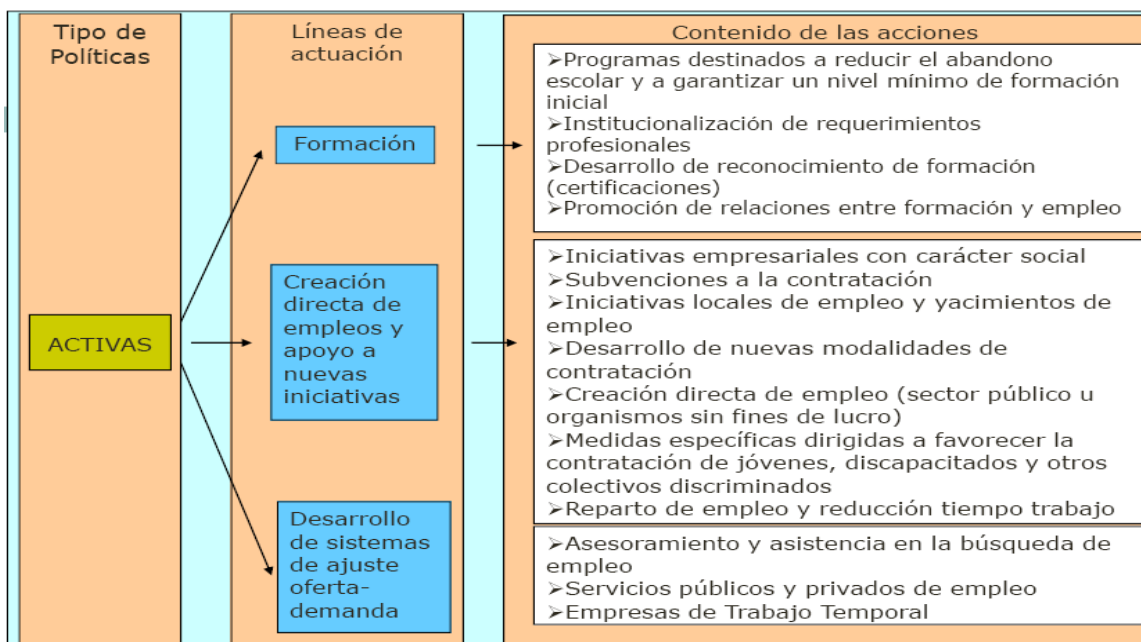 Tipo de
Políticas
Líneas de
actuación
Contenido de las acciones
ACTIVAS
Formación
➢Programas destinados a reducir el abandono
escolar y a garantizar un nivel mínimo de formación
inicial
➢Institucionalización de requerimientos
profesionales
➢Desarrollo de reconocimiento de formación
(certificaciones)
➢Promoción de relaciones entre formación y empleo
Creación
directa de
empleos y
apoyo a
nuevas
iniciativas
➢Iniciativas empresariales con carácter social
➢Subvenciones a la contratación
➢Iniciativas locales de empleo y yacimientos de
empleo
➢Desarrollo de nuevas modalidades de
contratación
➢Creación directa de empleo (sector público u
organismos sin fines de lucro)
➢Medidas específicas dirigidas a favorecer la
contratación de jóvenes, discapacitados y otros
colectivos discriminados
➢Reparto de empleo y reducción tiempo trabajo
Desarrollo
de sistemas
de ajuste
oferta-
demanda
➢Asesoramiento y asistencia en la búsqueda de
empleo
➢Servicios públicos y privados de empleo
➢Empresas de Trabajo Temporal